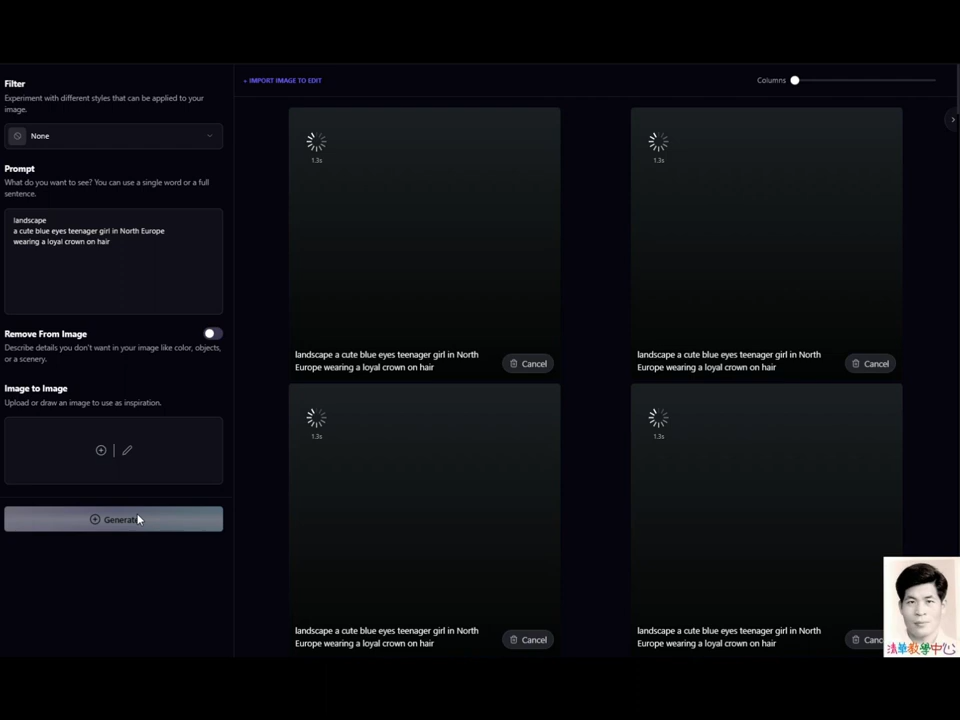 Filter
Experiment with different styles that can be applied to your
image.
None
Prompt
What do you want to see? You can use a single word or a full
sentence.
landscape
a cute blue eyes teenager girl in North Europe
wearing a loyal crown on hair
Remove From Image
Describe details you don't want in your image like color, objects,
or a scenery.
Image to Image
Upload or draw an image to use as inspiration.
Generate
+ IMPORT IMAGE TO EDIT
Columns
1.3s
1.3s
landscape a cute blue eyes teenager girl in North
Europe wearing a loyal crown on hair
Cancel
landscape a cute blue eyes teenager girl in North
Europe wearing a loyal crown on hair
Cancel
1.3s
1.3s
landscape a cute blue eyes teenager girl in North
Europe wearing a loyal crown on hair
Cancel
landscape a cute blue eyes teenager girl in North
Europe wearing a loyal crown on hair
Canc
清華教學中心